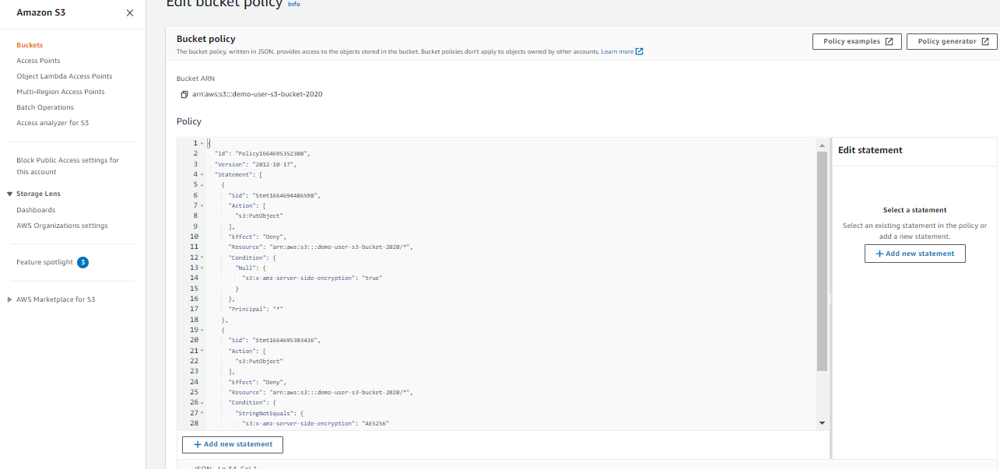 Amazon S3
Buckets
Access Points
Object Lambda Access Points
Multi-Region Access Points
Batch Operations
Access analyzer for S3
Block Public Access settings for
this account
Storage Lens
Dashboards
AWS Organizations settings
Feature spotlight 3
AWS Marketplace for S3
Edit bucket policy Info
Bucket policy
The bucket policy, written in JSON, provides access to the objects stored in the bucket. Bucket policies don't apply to objects owned by other accounts. Learn more
Policy examples
Policy generator
Bucket ARN
arn:aws:s3:::demo-user-s3-bucket-2020
Policy
1 {
2 "Id": "Policy1664695352308",
3 "Version": "2012-10-17",
4 "Statement": [
5 {
6 "Sid": "Stmt1664694486598",
7 "Action": [
8 "s3:PutObject"
9 ],
10 "Effect": "Deny",
11 "Resource": "arn:aws:s3:::demo-user-s3-bucket-2020/*",
12 "Condition": {
13 "Null": {
14 "s3:x-amz-server-side-encryption": "true"
15 }
16 },
17 "Principal": "*"
18 },
19 {
20 "Sid": "Stmt1664695303436",
21 "Action": [
22 "s3:PutObject"
23 ],
24 "Effect": "Deny",
25 "Resource": "arn:aws:s3:::demo-user-s3-bucket-2020/*",
26 "Condition": {
27 "StringNotEquals": {
28 "s3:x-amz-server-side-encryption": "AES256"
+ Add new statement
JSON Ln 34, Col 1
Edit statement
Select a statement
Select an existing statement in the policy or
add a new statement.
+ Add new statement